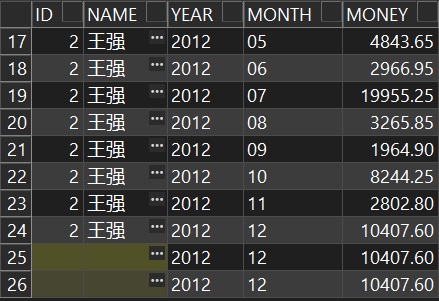 ID NAME YEAR MONTH MONEY
17 2 王强 ... 2012 05 4843.65
18 2 王强 ... 2012 06 2966.95
19 2 王强 ... 2012 07 19955.25
20 2 王强 ... 2012 08 3265.85
21 2 王强 ... 2012 09 1964.90
22 2 王强 ... 2012 10 8244.25
23 2 王强 ... 2012 11 2802.80
24 2 王强 ... 2012 12 10407.60
25 ... 2012 12 10407.60
26 ... 2012 12 10407.60